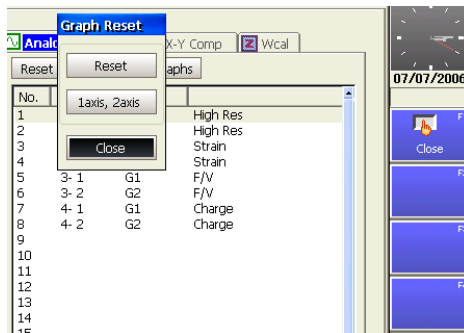 Graph Reset
Anal X-Y Comp Wcal
Reset Reset aphs
07/07/2006
No.
1axis, 2axis
1 High Res
2 High Res
3 Strain
Close
4 Strain
5 3- 1 G1 F/V
6 3- 2 G2 F/V
7 4- 1 G1 Charge
8 4- 2 G2 Charge
9
10
11
12
13
14
15
F
Close
F
F
F